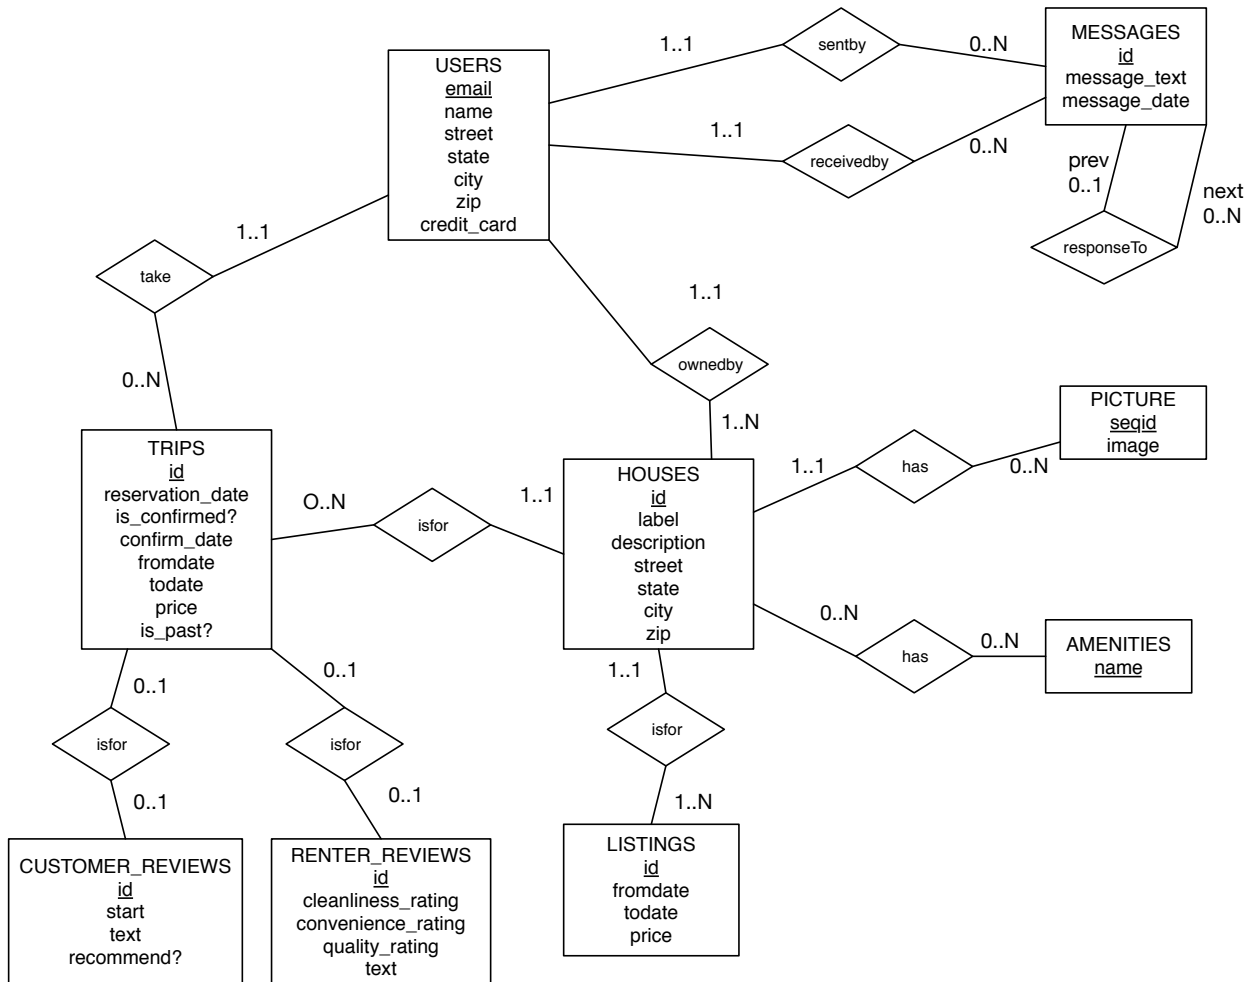 MESSAGES
id
message_text
message_date
1..1
sentby
0..N
USERS
email
name
street
state
city
zip
credit_card
1..1
receivedby
0..N
prev
0..1
next
0..N
responseTo
1..1
take
0..N
1..1
ownedby
1..N
PICTURE
seqid
image
TRIPS
id
reservation_date
is_confirmed?
confirm_date
fromdate
todate
price
is_past?
O..N
isfor
1..1
HOUSES
id
label
description
street
state
city
zip
1..1
has
0..N
0..N
has
0..N
AMENITIES
name
0..1
isfor
0..1
0..1
isfor
0..1
1..1
isfor
1..N
CUSTOMER_REVIEWS
id
start
text
recommend?
RENTER_REVIEWS
id
cleanliness_rating
convenience_rating
quality_rating
text
LISTINGS
id
fromdate
todate
price